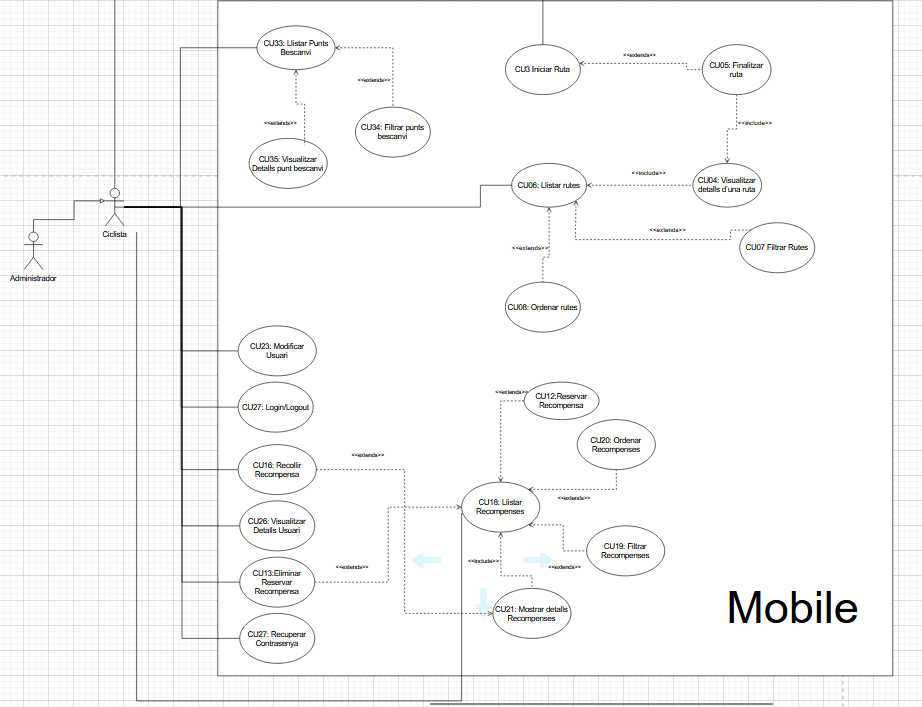 CU33: Llistar Punts
Bescanvi
<<extends>>
CU34: Filtrar punts
bescanvi
<<extends>>
CU35: Visualitzar
Detalls punt bescanvi
CU3 Iniciar Ruta
<<extends>>
CU05: Finalitzar
ruta
<<include>>
CU06: Llistar rutes
<<include>>
CU04: Visualitzar
detalls d'una ruta
<<extends>>
CU07 Filtrar Rutes
<<extends>>
CU08: Ordenar rutes
Ciclista
Administrador
CU23: Modificar
Usuari
CU27: Login/Logout
CU16: Recollir
Recompensa
<<extends>>
CU26: Visualitzar
Detalls Usuari
CU13:Eliminar
Reservar
Recompensa
<<extends>>
CU27: Recuperar
Contrasenya
<<extends>>
CU12:Reservar
Recompensa
CU20: Ordenar
Recompenses
<<extends>>
CU18: Llistar
Recompenses
CU19: Filtrar
Recompenses
<<include>>
<<extends>>
CU21: Mostrar detalls
Recompenses
Mobile